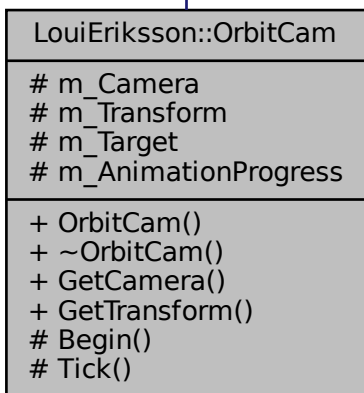 LouiEriksson::OrbitCam
# m_Camera
# m_Transform
# m_Target
# m_AnimationProgress
+ OrbitCam()
+ ~OrbitCam()
+ GetCamera()
+ GetTransform()
# Begin()
# Tick()